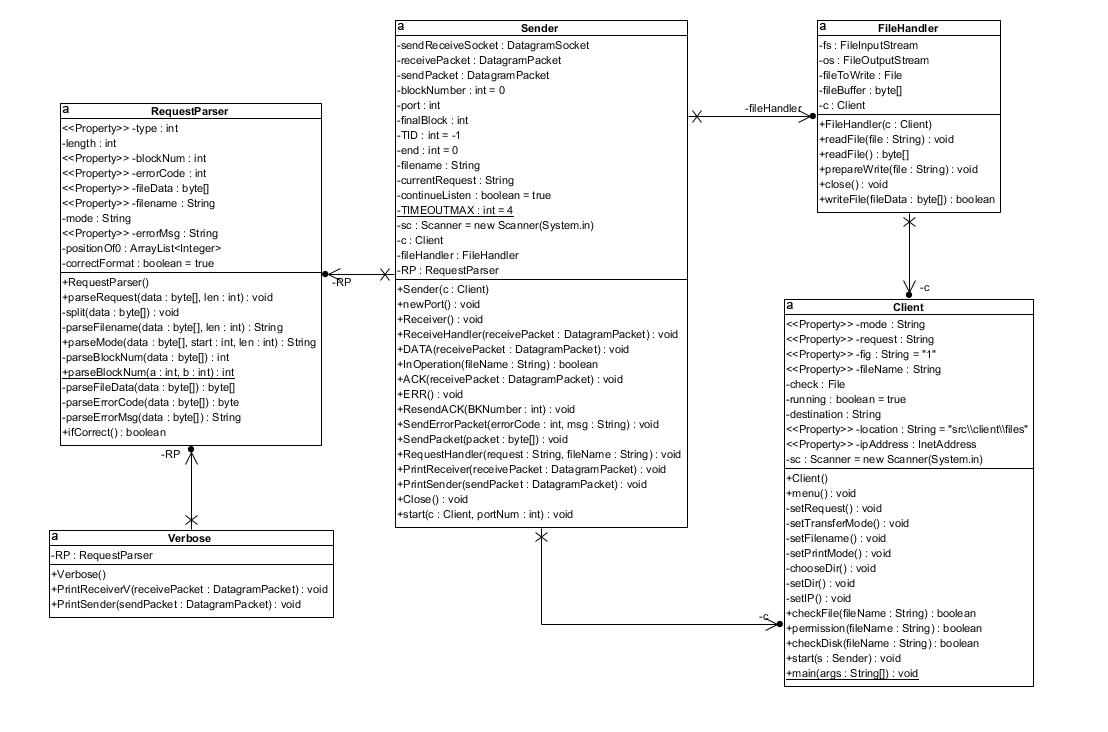 a
RequestParser
<<Property>> -type : int
-length : int
<<Property>> -blockNum : int
<<Property>> -errorCode : int
<<Property>> -fileData : byte[]
<<Property>> -filename : String
-mode : String
<<Property>> -errorMsg : String
-positionOf0 : ArrayList<Integer>
-correctFormat : boolean = true
+RequestParser()
+parseRequest(data : byte[], len : int) : void
-split(data : byte[]) : void
-parseFilename(data : byte[], len : int) : String
+parseMode(data : byte[], start : int, len : int) : String
-parseBlockNum(data : byte[]) : int
+parseBlockNum(a : int, b : int) : int
-parseFileData(data : byte[]) : byte[]
-parseErrorCode(data : byte[]) : byte
-parseErrorMsg(data : byte[]) : String
+ifCorrect() : boolean
-RP
a
Verbose
-RP : RequestParser
+Verbose()
+PrintReceiverV(receivePacket : DatagramPacket) : void
+PrintSender(sendPacket : DatagramPacket) : void
-RP
a
Sender
-sendReceiveSocket : DatagramSocket
-receivePacket : DatagramPacket
-sendPacket : DatagramPacket
-blockNumber : int = 0
-port : int
-finalBlock : int
-TID : int = -1
-end : int = 0
-filename : String
-currentRequest : String
-continueListen : boolean = true
-TIMEOUTMAX : int = 4
-sc : Scanner = new Scanner(System.in)
-c : Client
-fileHandler : FileHandler
-RP : RequestParser
+Sender(c : Client)
+newPort() : void
+Receiver() : void
+ReceiveHandler(receivePacket : DatagramPacket) : void
+DATA(receivePacket : DatagramPacket) : void
+InOperation(fileName : String) : boolean
+ACK(receivePacket : DatagramPacket) : void
+ERR() : void
+ResendACK(BKNumber : int) : void
+SendErrorPacket(errorCode : int, msg : String) : void
+SendPacket(packet : byte[]) : void
+RequestHandler(request : String, fileName : String) : void
+PrintReceiver(receivePacket : DatagramPacket) : void
+PrintSender(sendPacket : DatagramPacket) : void
+Close() : void
+start(c : Client, portNum : int) : void
-fileHandler
a
FileHandler
-fs : FileInputStream
-os : FileOutputStream
-fileToWrite : File
-fileBuffer : byte[]
-c : Client
+FileHandler(c : Client)
+readFile(file : String) : void
+readFile() : byte[]
+prepareWrite(file : String) : void
+close() : void
+writeFile(fileData : byte[]) : boolean
-c
a
Client
<<Property>> -mode : String
<<Property>> -request : String
<<Property>> -fig : String = "1"
<<Property>> -fileName : String
-check : File
-running : boolean = true
-destination : String
<<Property>> -location : String = "src\\client\\files"
<<Property>> -ipAddress : InetAddress
-sc : Scanner = new Scanner(System.in)
+Client()
+menu() : void
-setRequest() : void
-setTransferMode() : void
-setFilename() : void
-setPrintMode() : void
-chooseDir() : void
-setDir() : void
-setIP() : void
+checkFile(fileName : String) : boolean
+permission(fileName : String) : boolean
+checkDisk(fileName : String) : boolean
+start(s : Sender) : void
+main(args : String[]) : void
-c